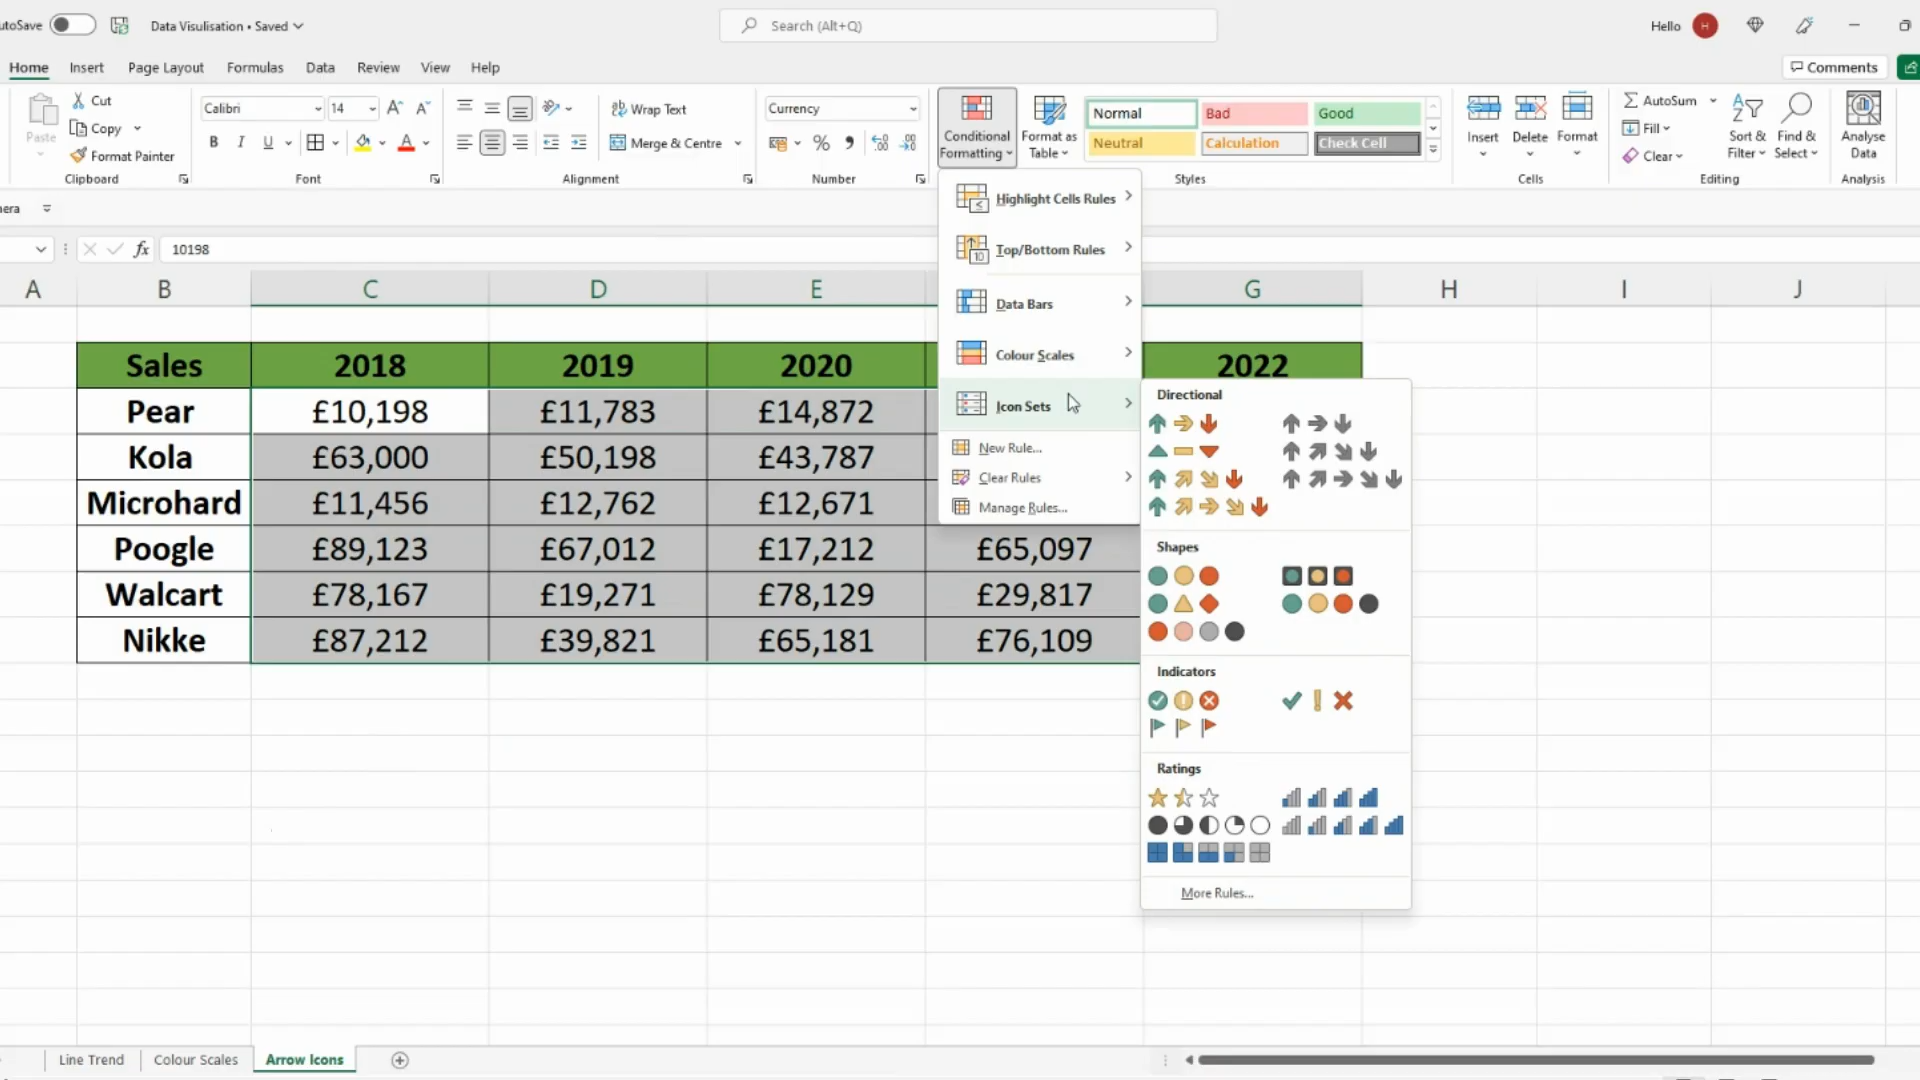 utoSave
Data Visulisation • Saved
Search (Alt+Q)
Hello
H
Home
Insert
Page Layout
Formulas
Data
Review
View
Help
Comments
Paste
Cut
Copy
Format Painter
Clipboard
Calibri
14
B
I
U
Font
Wrap Text
Merge & Centre
Alignment
Currency
%
Number
Conditional
Formatting
Format as
Table
Normal
Bad
Good
Neutral
Calculation
Check Cell
Styles
Insert
Delete
Format
Cells
AutoSum
Fill
Clear
Sort &
Filter
Find &
Select
Editing
Analyse
Data
Analysis
nera
fx
10198
Highlight Cells Rules
Top/Bottom Rules
Data Bars
Colour Scales
Icon Sets
New Rule...
Clear Rules
Manage Rules...
Directional
Shapes
Indicators
Ratings
More Rules...
A B C D E G H I J
Sales 2018 2019 2020 2022
Pear £10,198 £11,783 £14,872
Kola £63,000 £50,198 £43,787
Microhard £11,456 £12,762 £12,671
Poogle £89,123 £67,012 £17,212 £65,097
Walcart £78,167 £19,271 £78,129 £29,817
Nikke £87,212 £39,821 £65,181 £76,109
Line Trend
Colour Scales
Arrow Icons